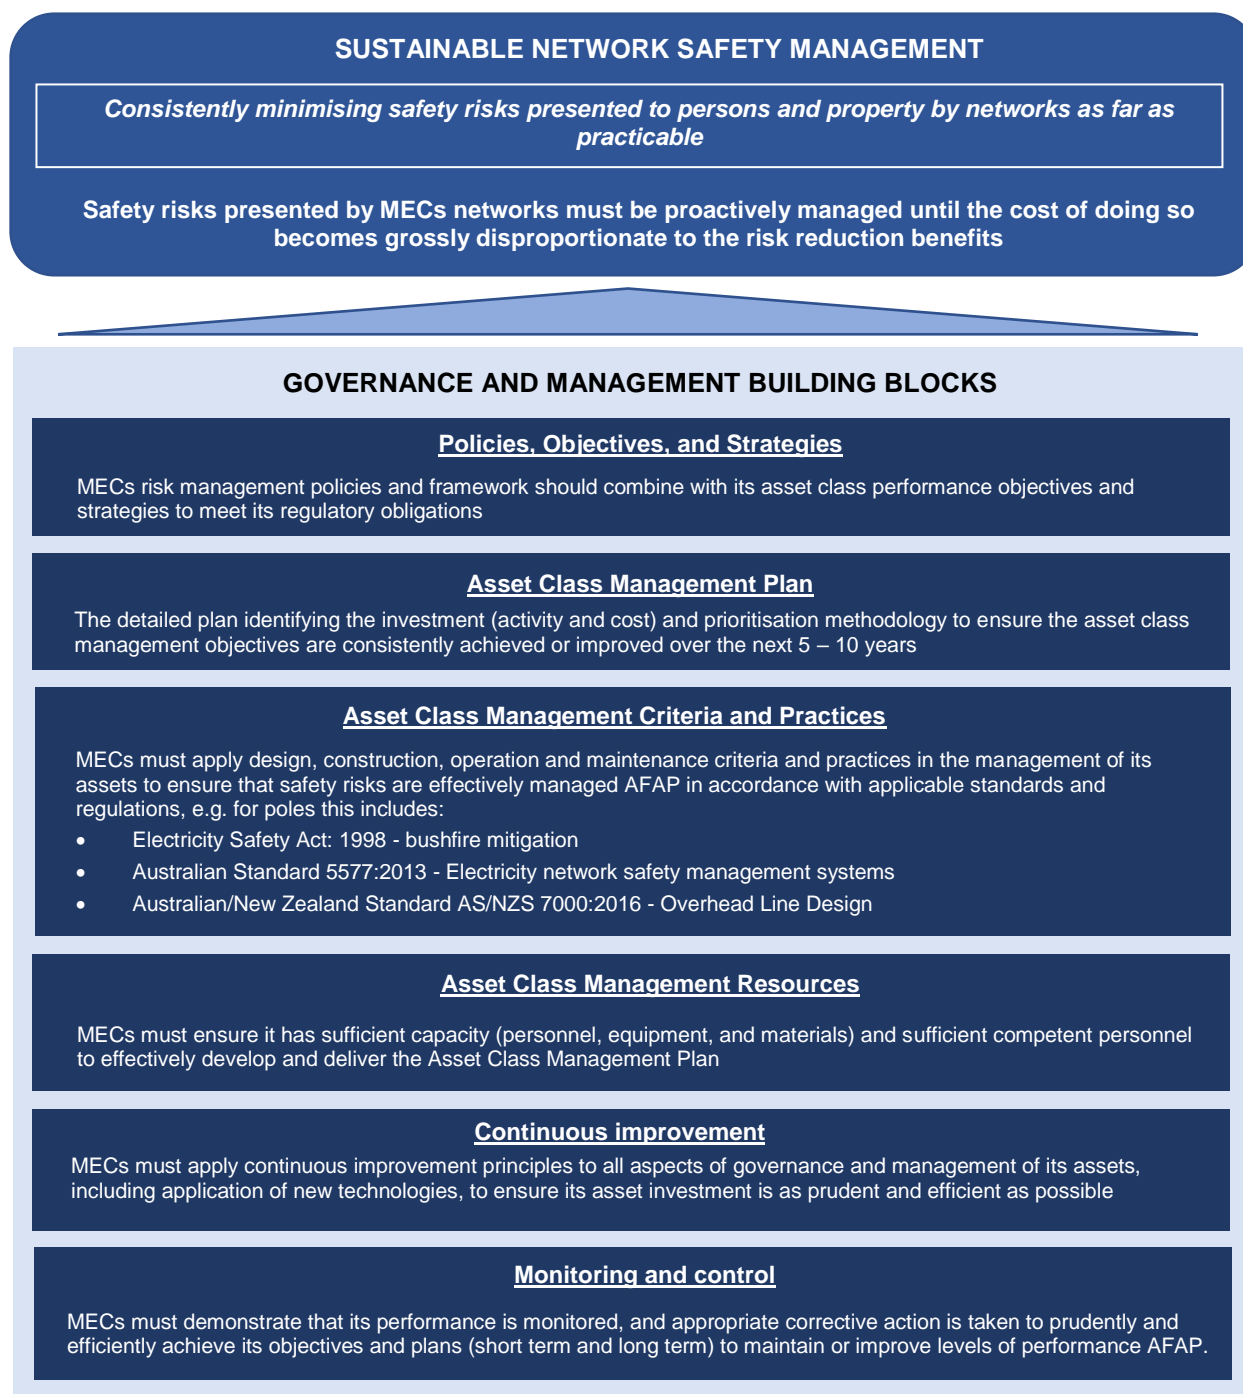 SUSTAINABLE NETWORK SAFETY MANAGEMENT
Consistently minimising safety risks presented to persons and property by networks as far as
practicable
Safety risks presented by MECs networks must be proactively managed until the cost of doing so
becomes grossly disproportionate to the risk reduction benefits
GOVERNANCE AND MANAGEMENT BUILDING BLOCKS
Policies, Objectives, and Strategies
MECs risk management policies and framework should combine with its asset class performance objectives and
strategies to meet its regulatory obligations
Asset Class Management Plan
The detailed plan identifying the investment (activity and cost) and prioritisation methodology to ensure the asset class
management objectives are consistently achieved or improved over the next 5 – 10 years
Asset Class Management Criteria and Practices
MECs must apply design, construction, operation and maintenance criteria and practices in the management of its
assets to ensure that safety risks are effectively managed AFAP in accordance with applicable standards and
regulations, e.g. for poles this includes:
• Electricity Safety Act: 1998 - bushfire mitigation
• Australian Standard 5577:2013 - Electricity network safety management systems
• Australian/New Zealand Standard AS/NZS 7000:2016 - Overhead Line Design
Asset Class Management Resources
MECs must ensure it has sufficient capacity (personnel, equipment, and materials) and sufficient competent personnel
to effectively develop and deliver the Asset Class Management Plan
Continuous improvement
MECs must apply continuous improvement principles to all aspects of governance and management of its assets,
including application of new technologies, to ensure its asset investment is as prudent and efficient as possible
Monitoring and control
MECs must demonstrate that its performance is monitored, and appropriate corrective action is taken to prudently and
efficiently achieve its objectives and plans (short term and long term) to maintain or improve levels of performance AFAP.